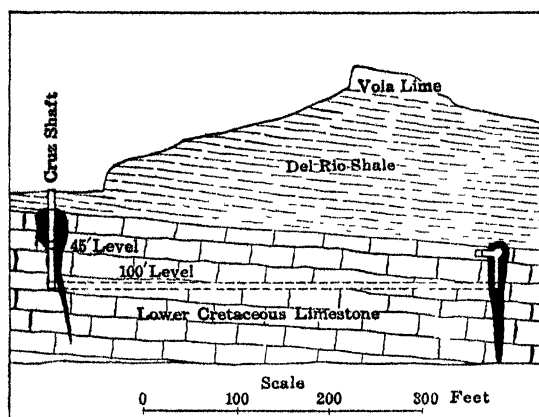 Vola Lime
Cruz Shaft
Del Rio Shale
45' Level
100' Level
Lower Cretaceous Limestone
Scale
0 100 200 300 Feet